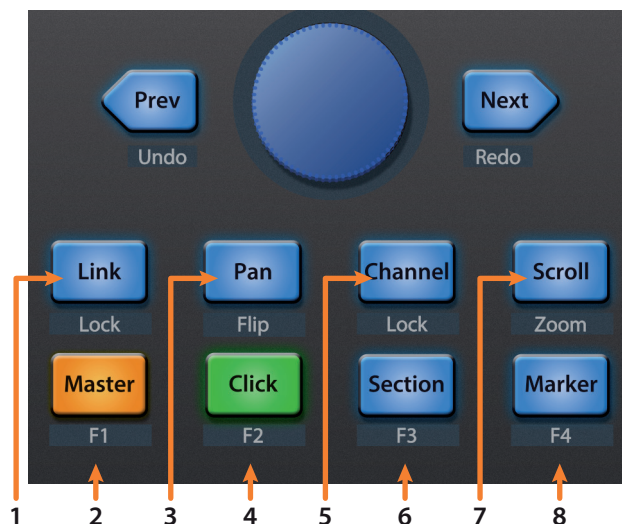 Prev Next
Undo Redo
Link Pan Channel Scroll
Lock Flip Lock Zoom
Master Click Section Marker
F1 F2 F3 F4
1 2 3 4 5 6 7 8